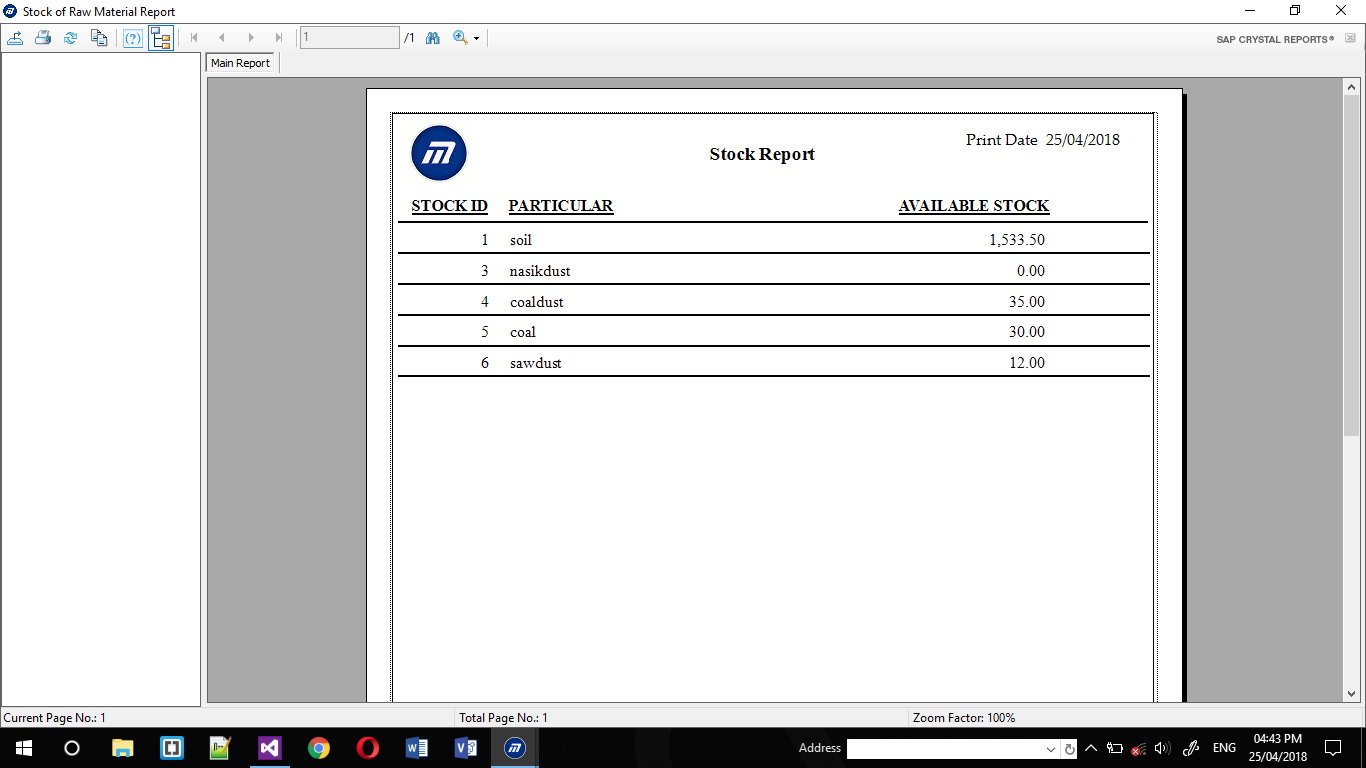 Stock of Raw Material Report
1 /1 SAP CRYSTAL REPORTS®
Main Report
Print Date 25/04/2018
Stock Report
STOCK ID PARTICULAR AVAILABLE STOCK
1 soil 1,533.50
3 nasikdust 0.00
4 coaldust 35.00
5 coal 30.00
6 sawdust 12.00
Current Page No.: 1 Total Page No.: 1 Zoom Factor: 100%
Address ENG 04:43 PM
25/04/2018